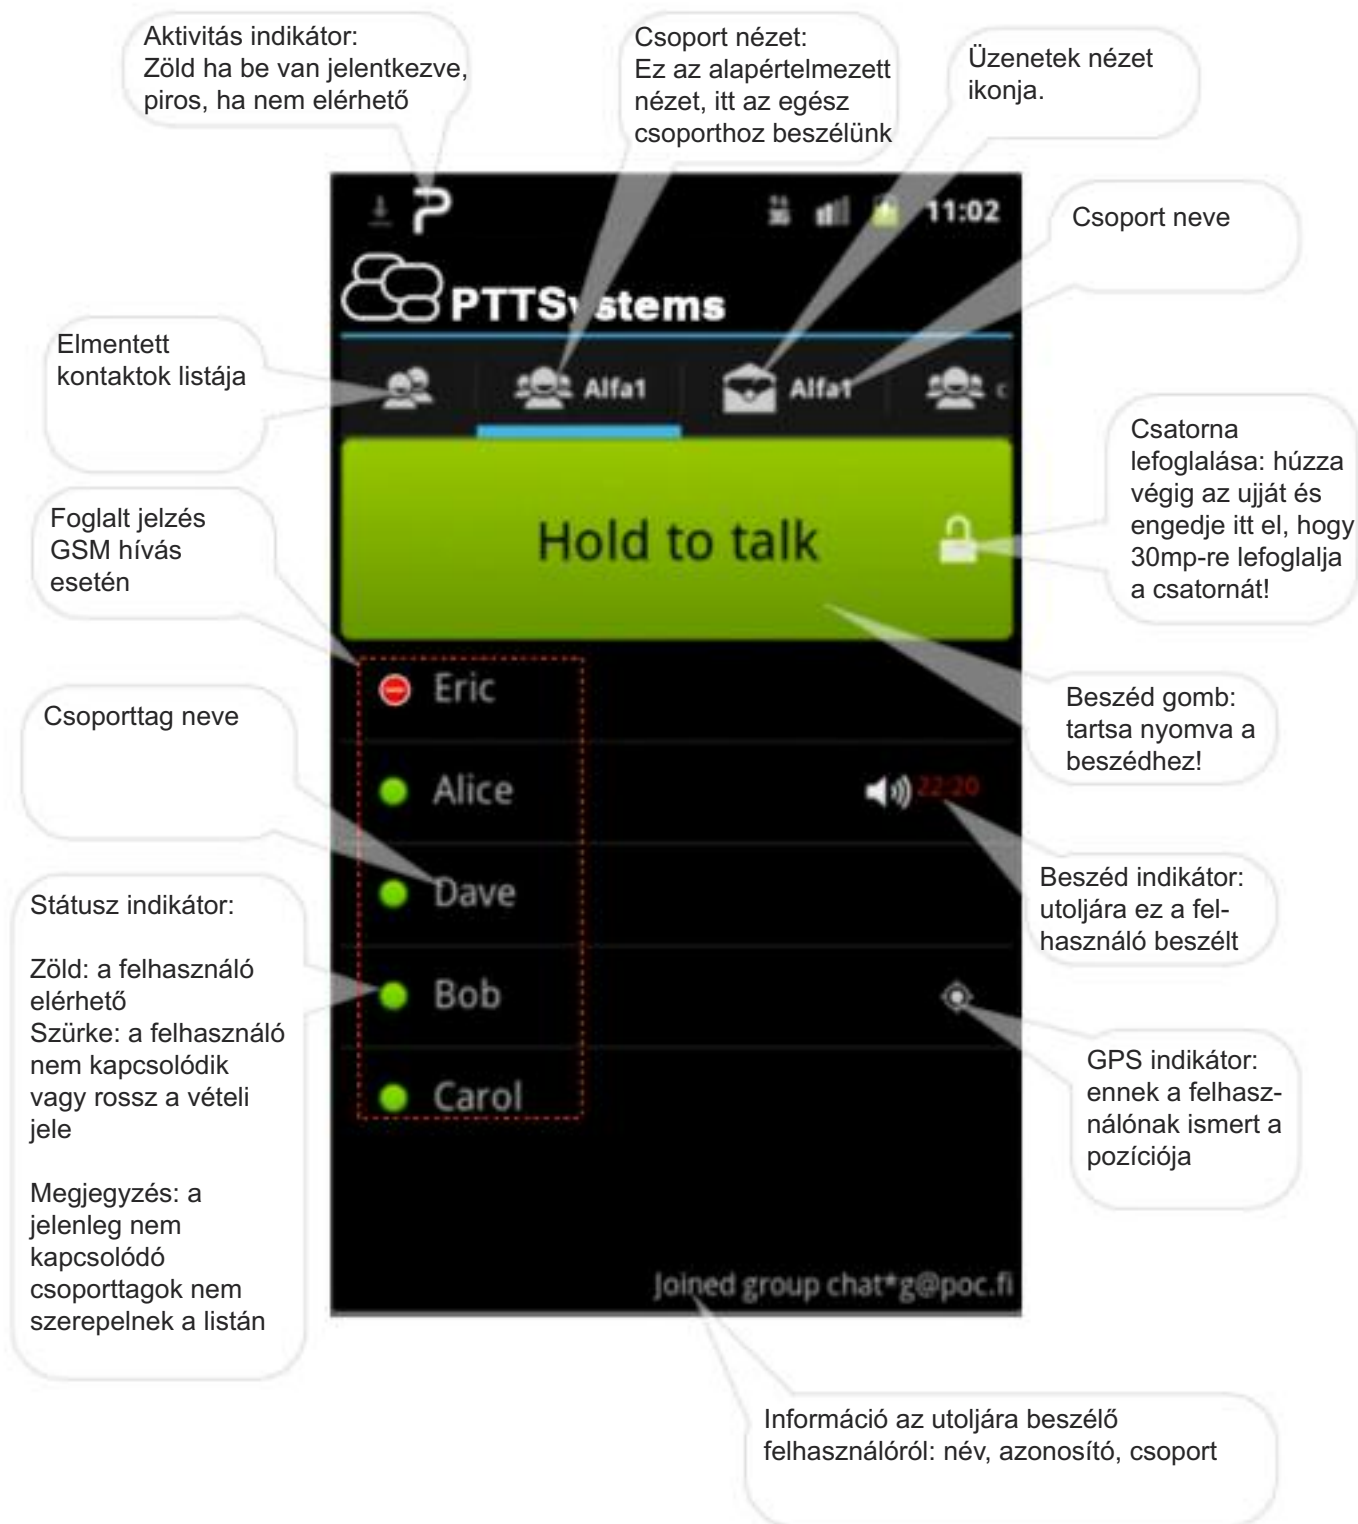 Aktivitás indikátor:
Zöld ha be van jelentkezve,
piros, ha nem elérhető
Csoport nézet:
Ez az alapértelmezett
nézet, itt az egész
csoporthoz beszélünk
Üzenetek nézet
ikonja.
Csoport neve
11:02
PTTSystems
Elmentett
kontaktok listája
Alfa1
Alfa1
c
Csatorna
lefoglalása: húzza
végig az ujját és
engedje itt el, hogy
30mp-re lefoglalja
a csatornát!
Foglalt jelzés
GSM hívás
esetén
Hold to talk
Beszéd gomb:
tartsa nyomva a
beszédhez!
Eric
Csoporttag neve
Alice
22:20
Dave
Beszéd indikátor:
utoljára ez a fel-
használó beszélt
Státusz indikátor:
Zöld: a felhasználó
elérhető
Szürke: a felhasználó
nem kapcsolódik
vagy rossz a vételi
jele
Megjegyzés: a
jelenleg nem
kapcsolódó
csoporttagok nem
szerepelnek a listán
Bob
GPS indikátor:
ennek a felhasz-
nálónak ismert a
pozíciója
Carol
Joined group chat*g@poc.fi
Információ az utoljára beszélő
felhasználóról: név, azonosító, csoport